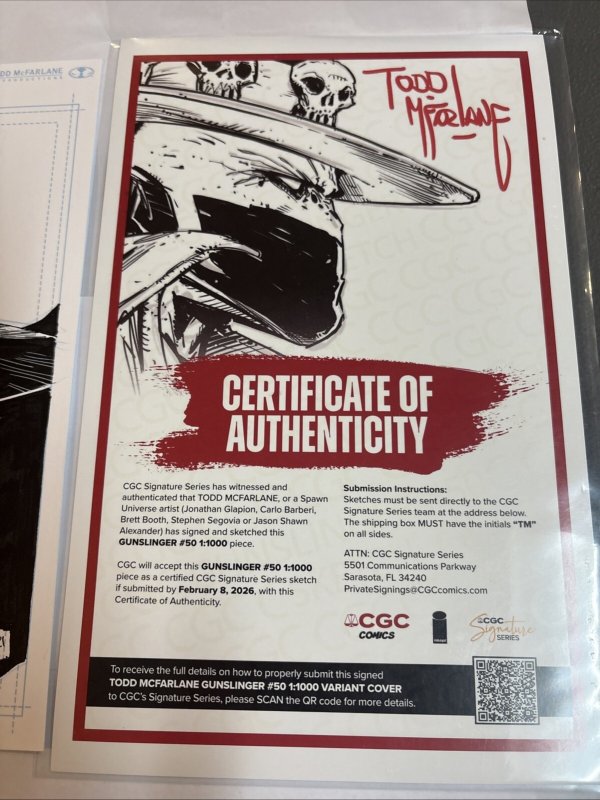 DD McFARLANE
PRODUCTIONS
TODD
McFARLANE
CERTIFICATE OF
AUTHENTICITY
CGC Signature Series has witnessed and
authenticated that TODD MCFARLANE, or a Spawn
Universe artist (Jonathan Glapion, Carlo Barberi,
Brett Booth, Stephen Segovia or Jason Shawn
Alexander) has signed and sketched this
GUNSLINGER #50 1:1000 piece.
CGC will accept this GUNSLINGER #50 1:1000
piece as a certified CGC Signature Series sketch
if submitted by February 8, 2026, with this
Certificate of Authenticity.
Submission Instructions:
Sketches must be sent directly to the CGC
Signature Series team at the address below.
The shipping box MUST have the initials “TM”
on all sides.
ATTN: CGC Signature Series
5501 Communications Parkway
Sarasota, FL 34240
PrivateSignings@CGCcomics.com
CGC
COMICS
image
CGC
Signature
SERIES
To receive the full details on how to properly submit this signed
TODD MCFARLANE GUNSLINGER #50 1:1000 VARIANT COVER
to CGC's Signature Series, please SCAN the QR code for more details.